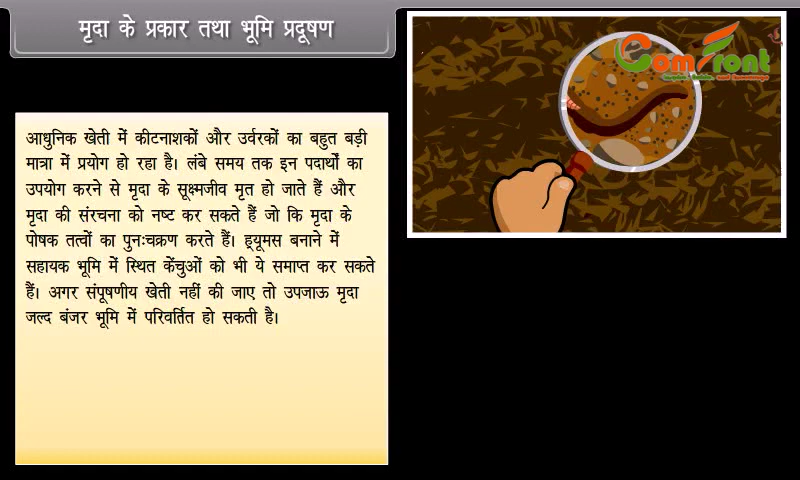 मृदा के प्रकार तथा भूमि प्रदूषण
ComFront
आधुनिक खेती में कीटनाशकों और उर्वरकों का बहुत बड़ी
मात्रा में प्रयोग हो रहा है। लंबे समय तक इन पदार्थों का
उपयोग करने से मृदा के सूक्ष्मजीव मृत हो जाते हैं और
मृदा की संरचना को नष्ट कर सकते हैं जो कि मृदा के
पोषक तत्वों का पुनःचक्रण करते हैं। ह्यूमस बनाने में
सहायक भूमि में स्थित केंचुओं को भी ये समाप्त कर सकते
हैं। अगर संपूषणीय खेती नहीं की जाए तो उपजाऊ मृदा
जल्द बंजर भूमि में परिवर्तित हो सकती है।